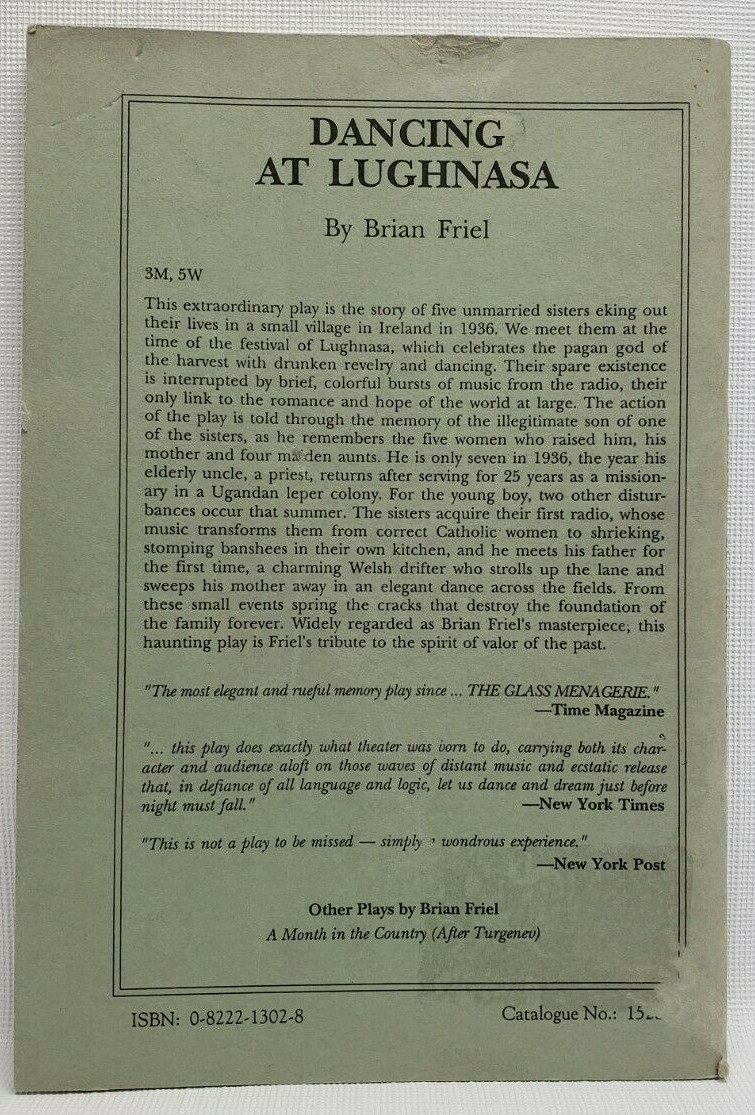 DANCING
AT LUGHNASA
By Brian Friel
3M, 5W
This extraordinary play is the story of five unmarried sisters eking out
their lives in a small village in Ireland in 1936. We meet them at the
time of the festival of Lughnasa, which celebrates the pagan god of
the harvest with drunken revelry and dancing. Their spare existence
is interrupted by brief, colorful bursts of music from the radio, their
only link to the romance and hope of the world at large. The action
of the play is told through the memory of the illegitimate son of one
of the sisters, as he remembers the five women who raised him, his
mother and four maiden aunts. He is only seven in 1936, the year his
elderly uncle, a priest, returns after serving for 25 years as a mission-
ary in a Ugandan leper colony. For the young boy, two other distur-
bances occur that summer. The sisters acquire their first radio, whose
music transforms them from correct Catholic women to shrieking,
stomping banshees in their own kitchen, and he meets his father for
the first time, a charming Welsh drifter who strolls up the lane and
sweeps his mother away in an elegant dance across the fields. From
these small events spring the cracks that destroy the foundation of
the family forever. Widely regarded as Brian Friel's masterpiece, this
haunting play is Friel's tribute to the spirit of valor of the past.
"The most elegant and rueful memory play since ... THE GLASS MENAGERIE."
—Time Magazine
"... this play does exactly what theater was born to do, carrying both its char-
acter and audience aloft on those waves of distant music and ecstatic release
that, in defiance of all language and logic, let us dance and dream just before
night must fall." —New York Times
"This is not a play to be missed — simply wondrous experience."
—New York Post
Other Plays by Brian Friel
A Month in the Country (After Turgenev)
ISBN: 0-8222-1302-8 Catalogue No.: